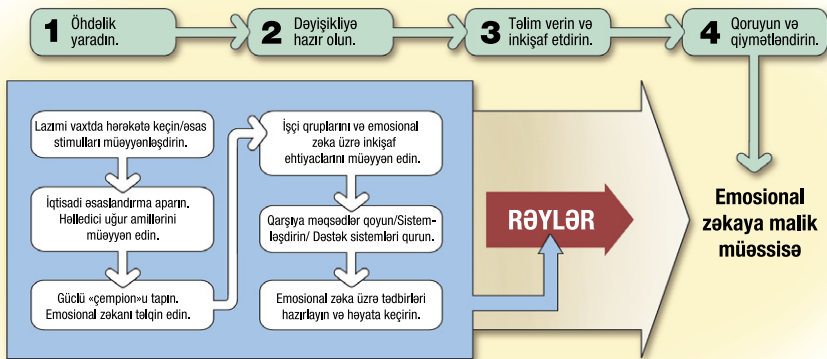 1 Öhdəlik
yaradın.
2 Dəyişikliyə
hazır olun.
3 Təlim verin və
inkişaf etdirin.
4 Qoruyun və
qiymətləndirin.
Lazımi vaxtda hərəkətə keçin/əsas
stimulları müəyyənləşdirin.
İqtisadi əsaslandırma aparın.
Həlledici uğur amillərini
müəyyən edin.
Güclü «çempion»u tapın.
Emosional zəkanı təlqin edin.
İşçi qruplarını və emosional
zəka üzrə inkişaf
ehtiyaclarını müəyyən edin.
Qarşıya məqsədlər qoyun/Sistem-
ləşdirin/ Dəstək sistemləri qurun.
Emosional zəka üzrə tədbirləri
hazırlayın və həyata keçirin.
RƏYLƏR
Emosional
zəkaya malik
müəssisə